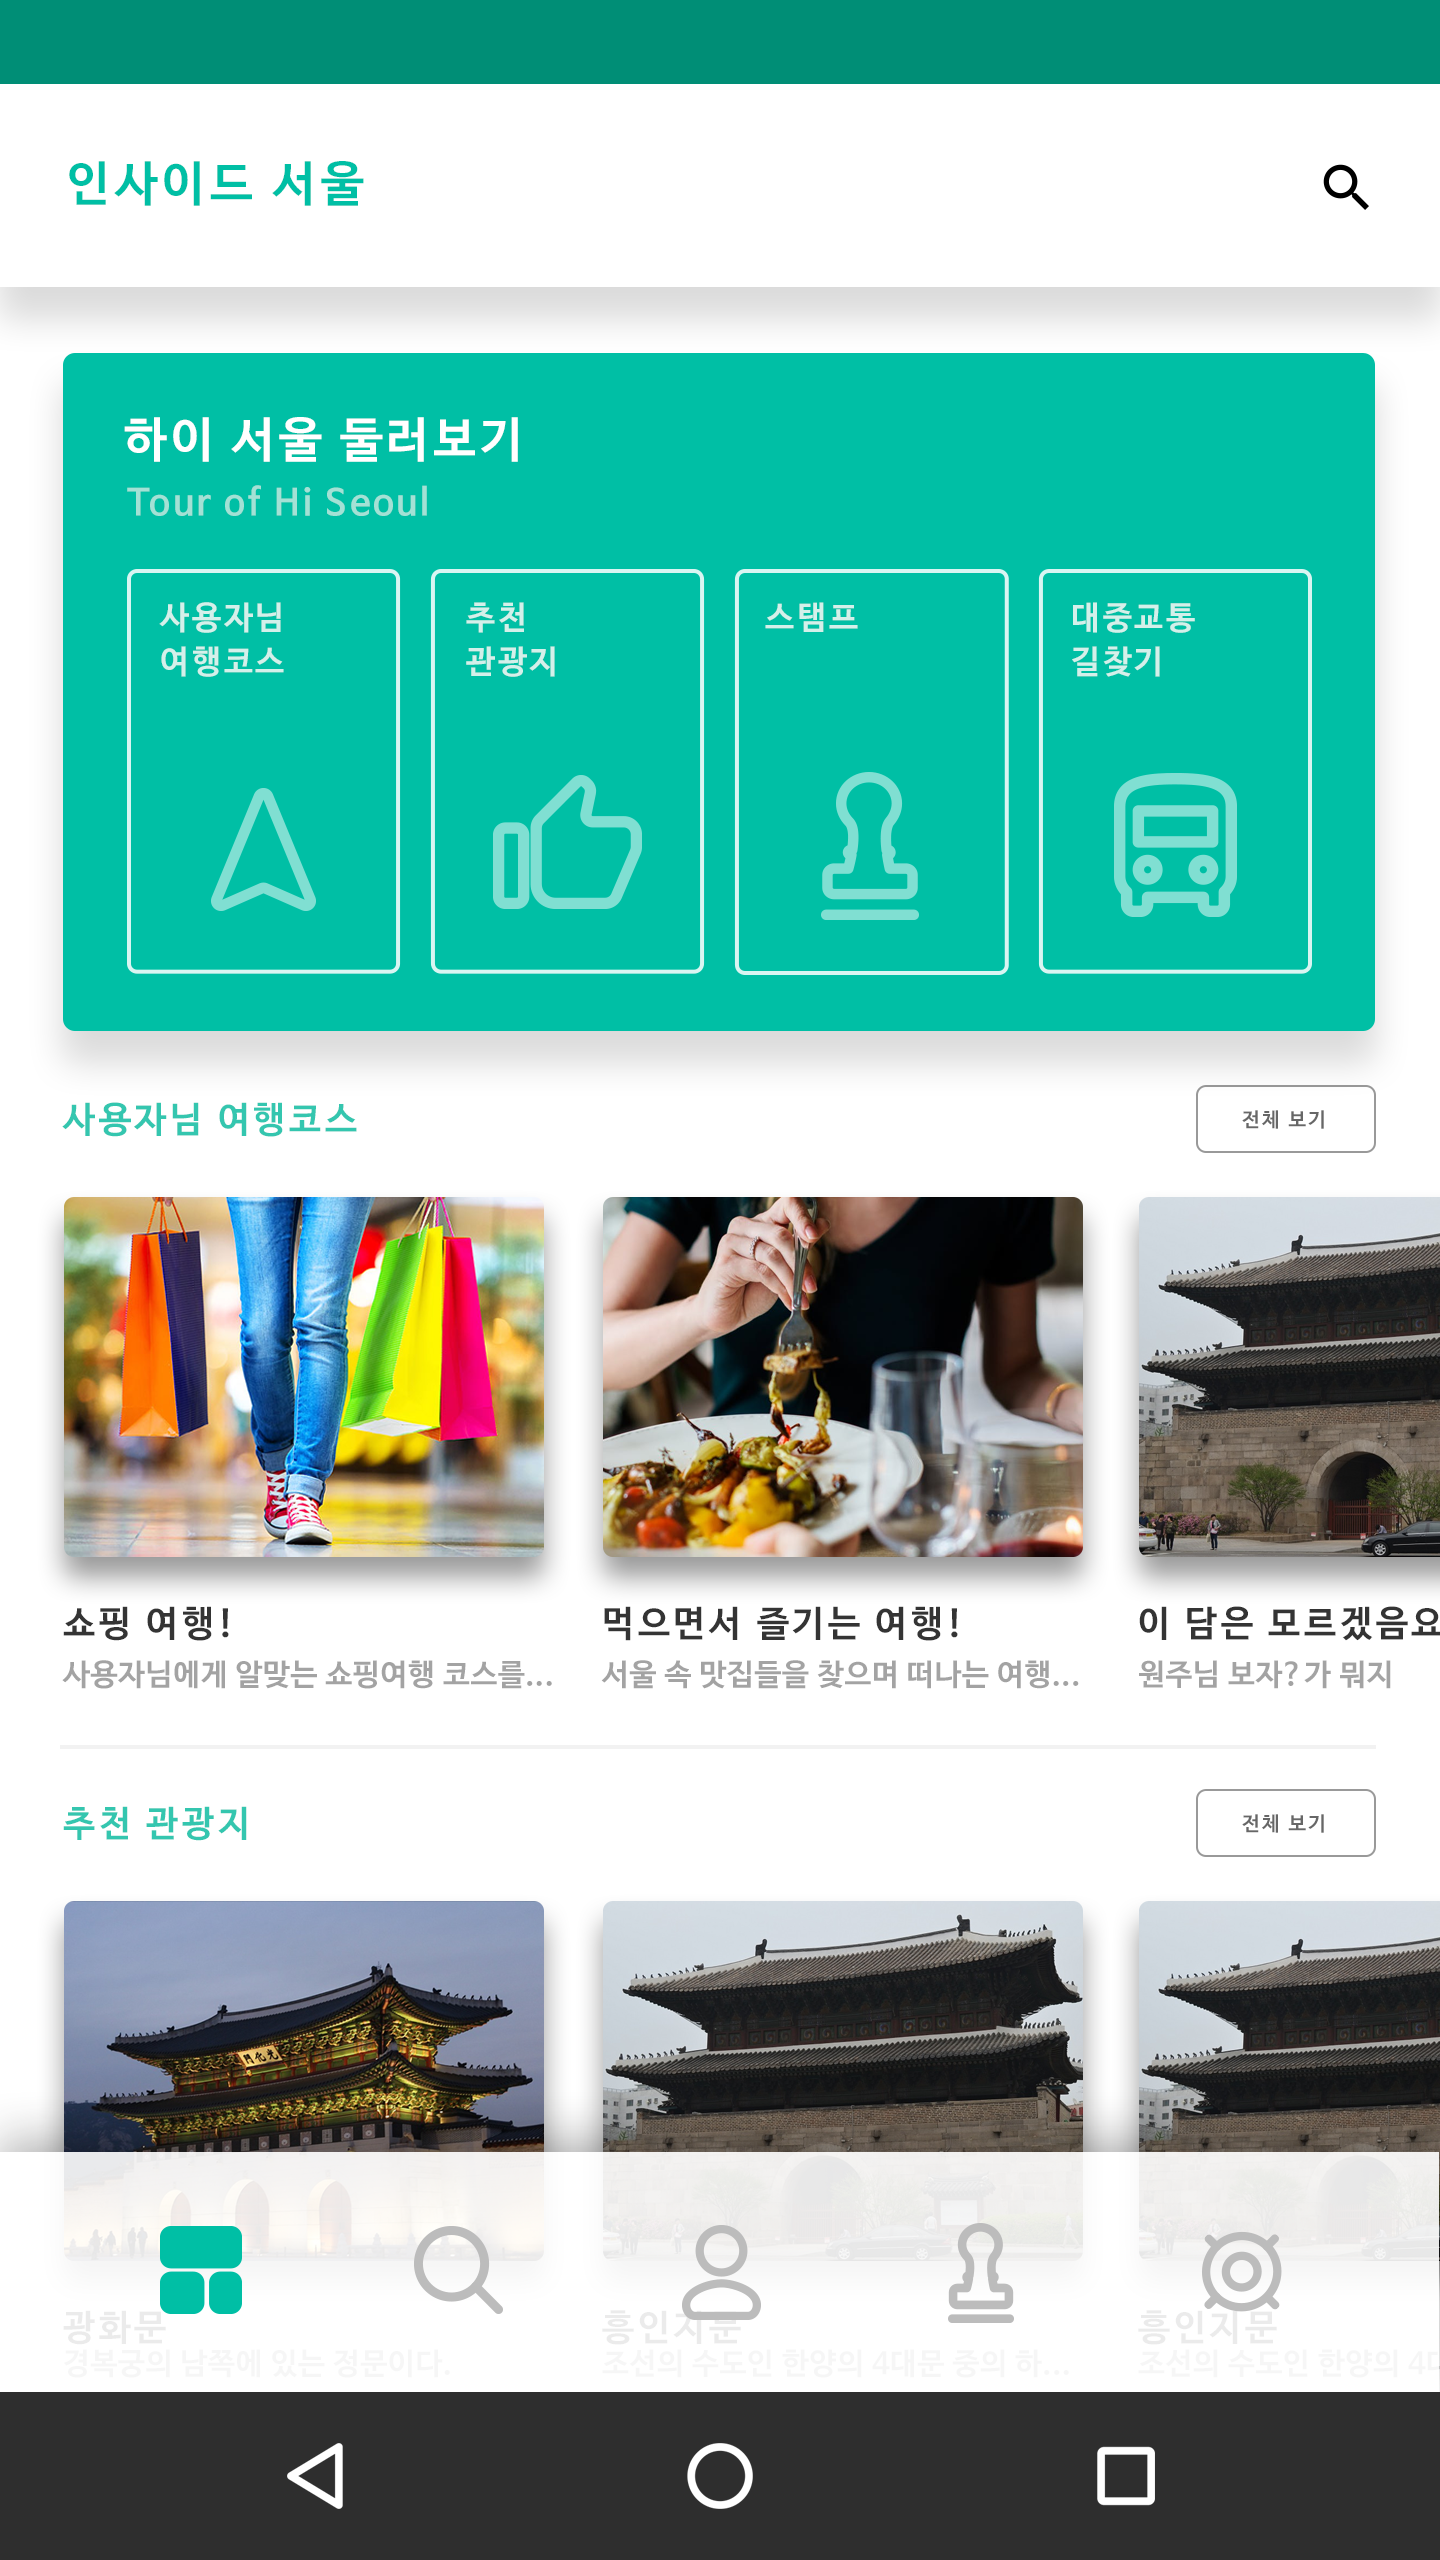 인사이드 서울
하이 서울 둘러보기
Tour of Hi Seoul
사용자님
여행코스
추천
관광지
스탬프
대중교통
길찾기
사용자님 여행코스
전체 보기
쇼핑 여행!
사용자님에게 알맞는 쇼핑여행 코스를...
먹으면서 즐기는 여행!
서울 속 맛집들을 찾으며 떠나는 여행...
이 담은 모르겠음요
원주님 보자? 가 뭐지
추천 관광지
전체 보기
광화문
경복궁의 남쪽에 있는 정문이다.
흥인지문
조선의 수도인 한양의 4대문 중의 하...
흥인지문
조선의 수도인 한양의 4대